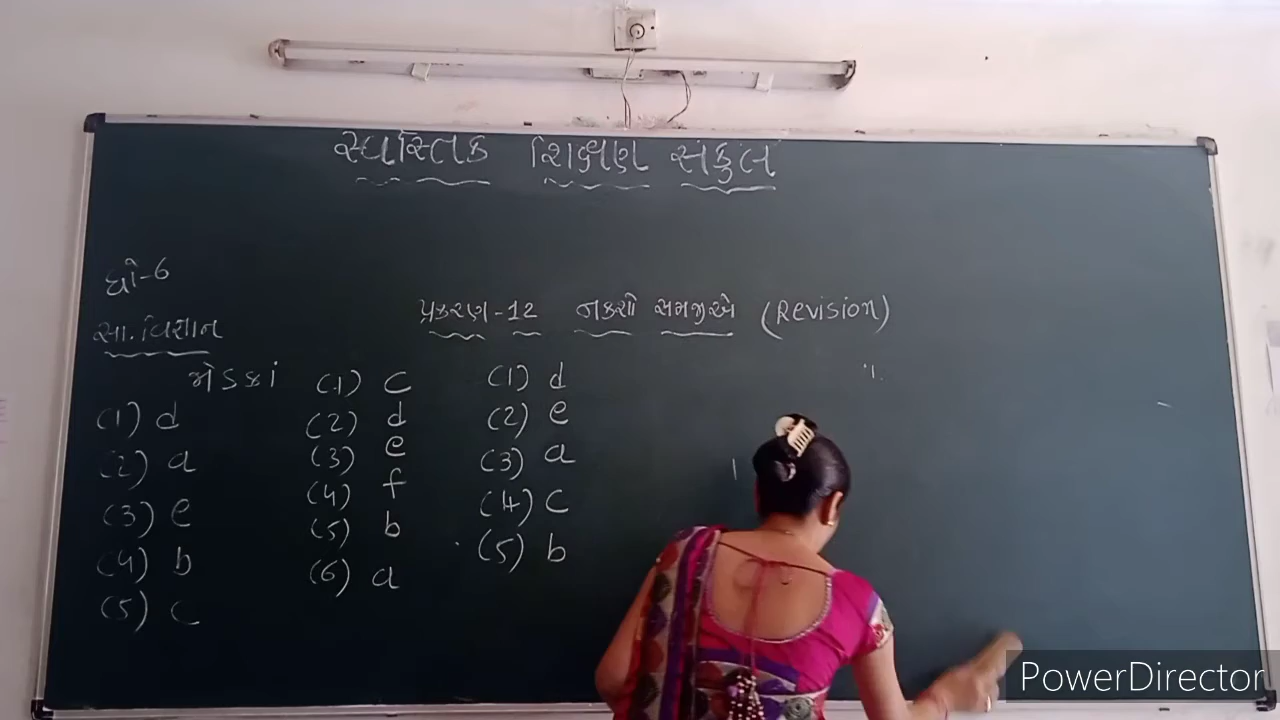 સ્વાસ્તિક શિક્ષણ સંકુલ
ધો-6
સા.વિજ્ઞાન
પ્રકરણ-12 નકશો સમજીએ (Revision)
જોડકાં
(1) d
(2) a
(3) e
(4) b
(5) c
(1) c
(2) d
(3) e
(4) f
(5) b
(6) a
(1) d
(2) e
(3) a
(4) c
(5) b
PowerDirector